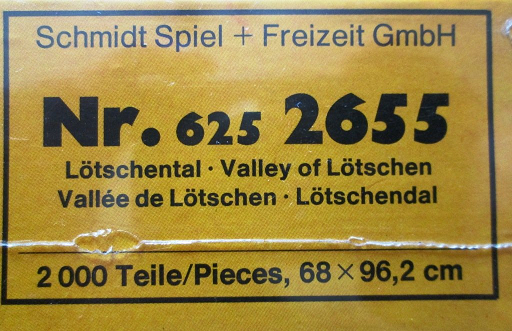 Schmidt Spiel + Freizeit GmbH
Nr. 625 2655
Lötschental · Valley of Lötschen
Vallée de Lötschen · Lötschendal
2 000 Teile/Pieces, 68 × 96,2 cm